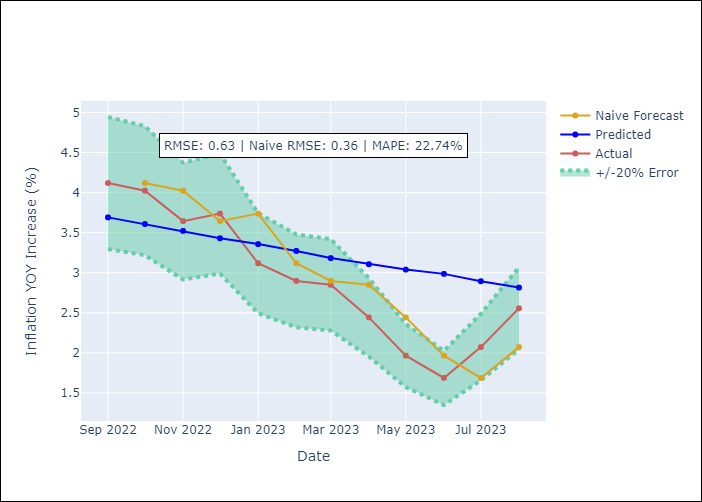 5
4.5
4
3.5
3
2.5
2
1.5
Inflation YOY Increase (%)
RMSE: 0.63 | Naive RMSE: 0.36 | MAPE: 22.74%
Naive Forecast
Predicted
Actual
+/-20% Error
Sep 2022 Nov 2022 Jan 2023 Mar 2023 May 2023 Jul 2023
Date